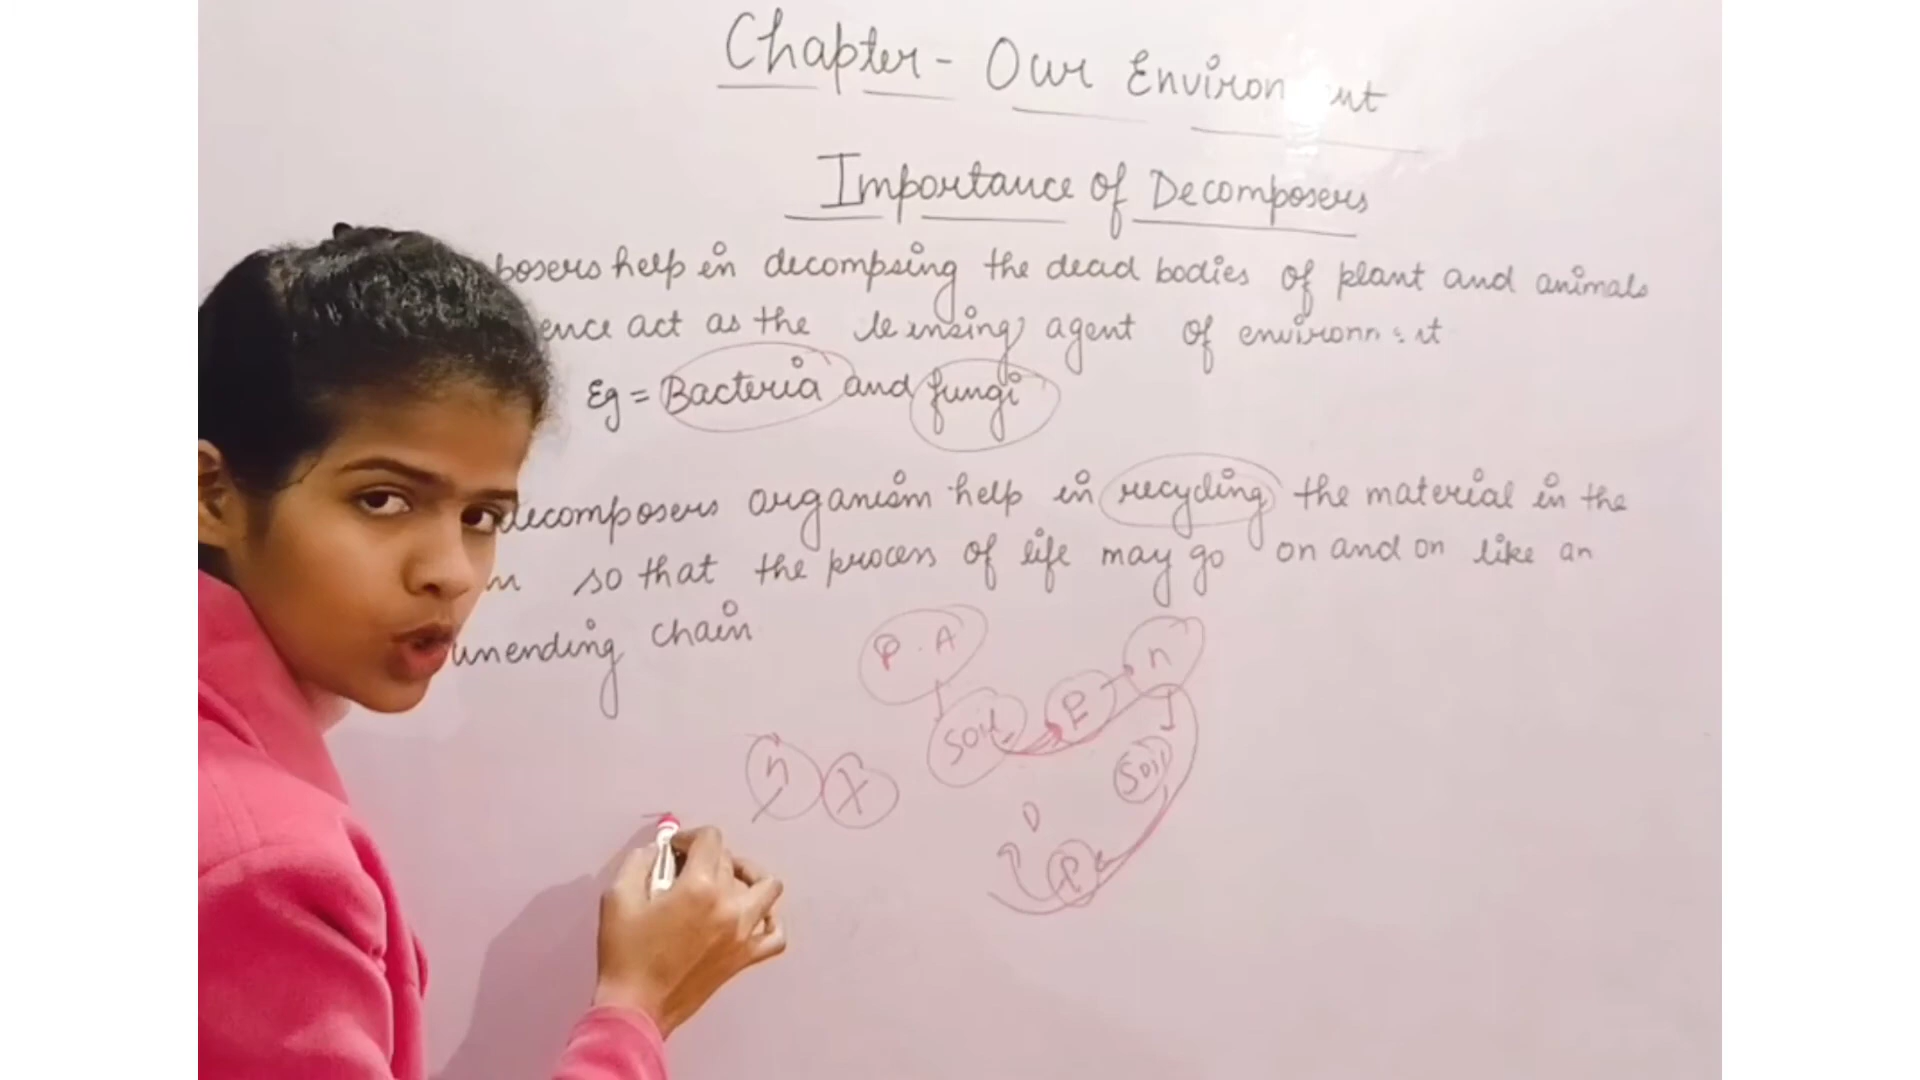 Chapter - Our Environ
Importance of Decomposers
posers help in decompsing the dead bodies of plant and animals
ence act as the agent of
Eg = Bacteria and fungi
decomposers organism help in recycling the material in the
so that the process of life may go on and on like an
unending chain
P. A
n
Soil
Soil
n
D
P